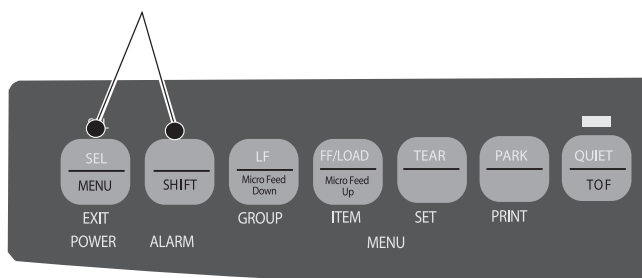 SEL
MENU
SHIFT
LF
Micro Feed
Down
FF/LOAD
Micro Feed
Up
TEAR
PARK
QUIET
TOF
EXIT
GROUP
ITEM
SET
PRINT
POWER
ALARM
MENU